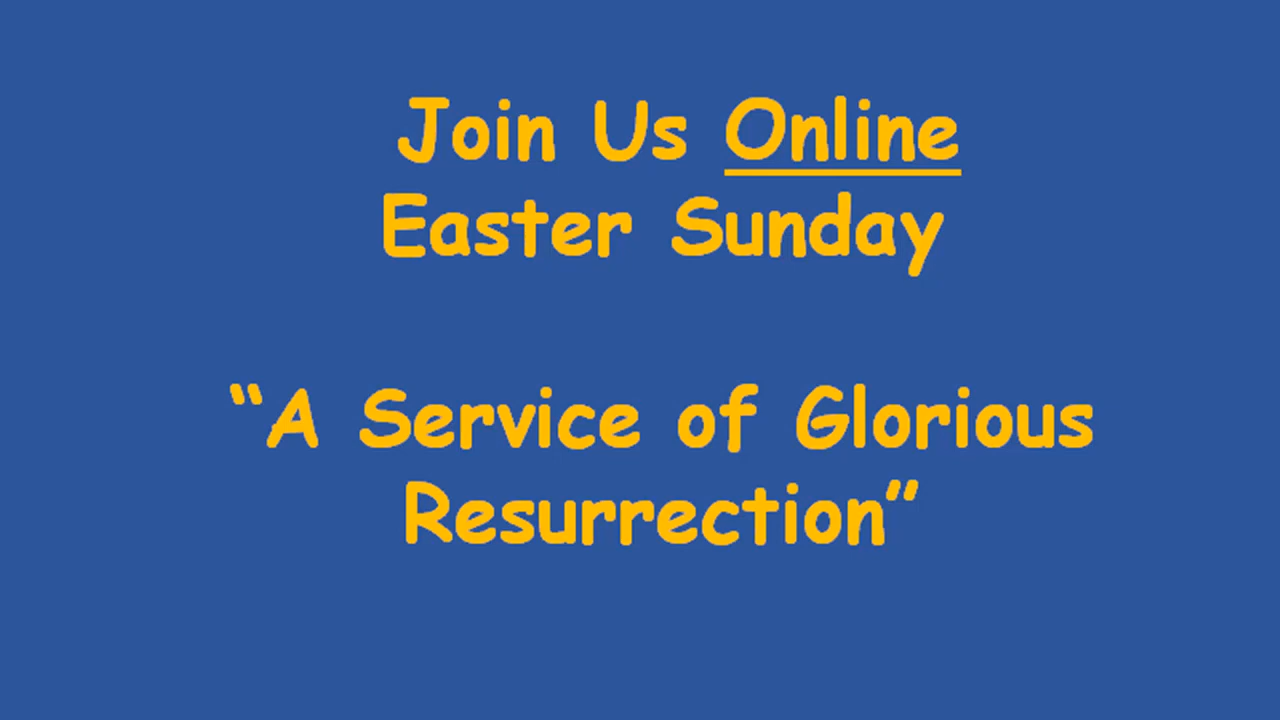 Join Us Online
Easter Sunday
“A Service of Glorious
Resurrection”